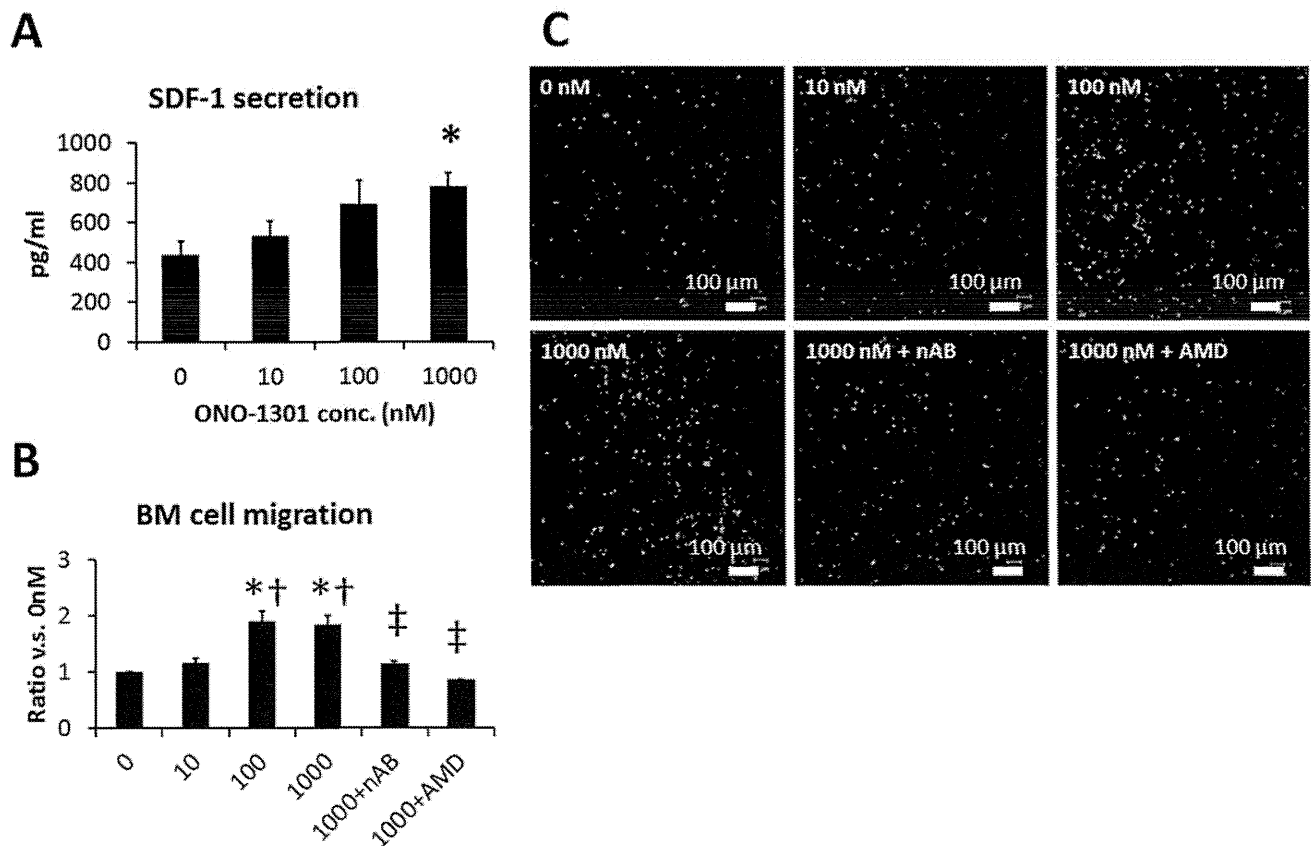 A
SDF-1 secretion
1000
800
600
400
200
0
pg/ml
*
0 10 100 1000
ONO-1301 conc. (nM)
B
BM cell migration
3
2
1
0
Ratio v.s. 0nM
*† *† ‡ ‡
0 10 100 1000 1000+nAB 1000+AMD
C
0 nM 10 nM 100 nM
100 µm 100 µm 100 µm
1000 nM 1000 nM + nAB 1000 nM + AMD
100 µm 100 µm 100 µm